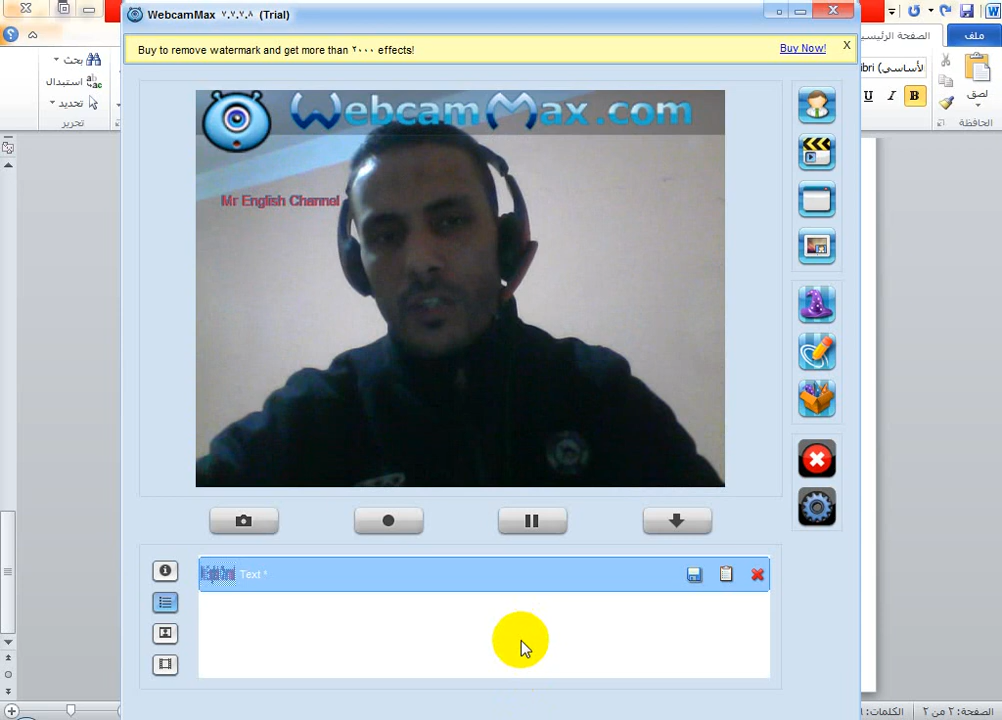 WebcamMax ٧.٧.٧.٨ (Trial)
Buy to remove watermark and get more than ٢٠٠٠ effects!
Buy Now!
X
WebcamMax.com
Mr English Channel
Text *
ملف
الصفحة الرئيسية
بحث
استبدال
تحديد
تحرير
U I B
لصق
الحافظة
الصفحة: ٢ من ٢
الكلمات: